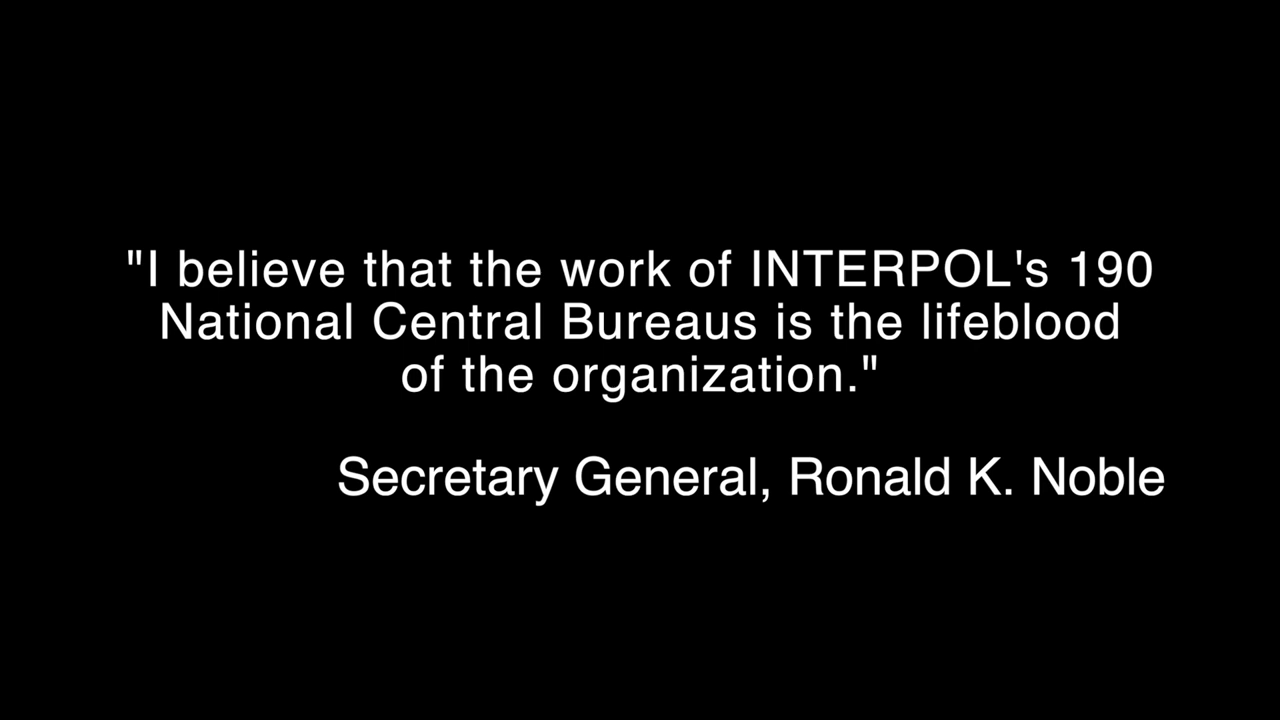 "I believe that the work of INTERPOL's 190
National Central Bureaus is the lifeblood
of the organization."
Secretary General, Ronald K. Noble